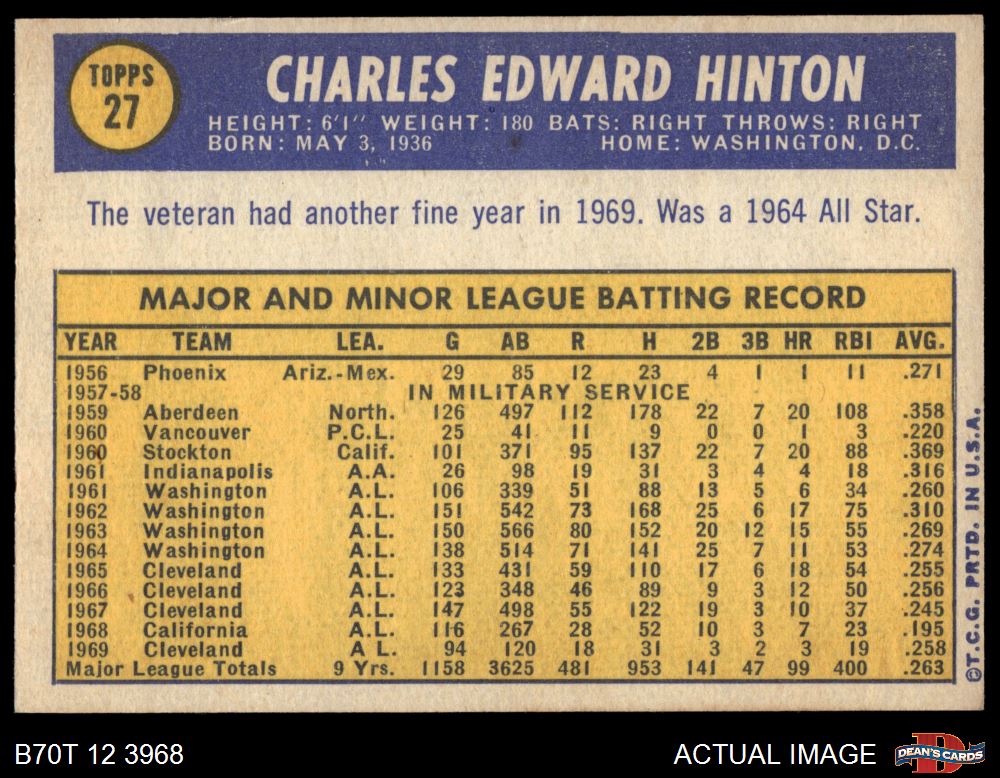 TOPPS
27
CHARLES EDWARD HINTON
HEIGHT: 6'1" WEIGHT: 180 BATS: RIGHT THROWS: RIGHT
BORN: MAY 3, 1936 HOME: WASHINGTON, D.C.
The veteran had another fine year in 1969. Was a 1964 All Star.
MAJOR AND MINOR LEAGUE BATTING RECORD
YEAR TEAM LEA. G AB R H 2B 3B HR RBI AVG.
1956 Phoenix Ariz.-Mex. 29 85 12 23 4 1 1 11 .271
1957-58 IN MILITARY SERVICE
1959 Aberdeen North. 126 497 112 178 22 7 20 108 .358
1960 Vancouver P.C.L. 25 41 11 9 0 0 1 3 .220
1960 Stockton Calif. 101 371 95 137 22 7 20 88 .369
1961 Indianapolis A.A. 26 98 19 31 3 4 4 18 .316
1961 Washington A.L. 106 339 51 88 13 5 6 34 .260
1962 Washington A.L. 151 542 73 168 25 6 17 75 .310
1963 Washington A.L. 150 566 80 152 20 12 15 55 .269
1964 Washington A.L. 138 514 71 141 25 7 11 53 .274
1965 Cleveland A.L. 133 431 59 110 17 6 18 54 .255
1966 Cleveland A.L. 123 348 46 89 9 3 12 50 .256
1967 Cleveland A.L. 147 498 55 122 19 3 10 37 .245
1968 California A.L. 116 267 28 52 10 3 7 23 .195
1969 Cleveland A L. 94 120 18 31 3 2 3 19 .258
Major League Totals 9 Yrs. 1158 3625 481 953 141 47 99 400 .263
©T.C.G. PRTD. IN U.S.A.
B70T 12 3968 ACTUAL IMAGE
DEAN'S CARDS